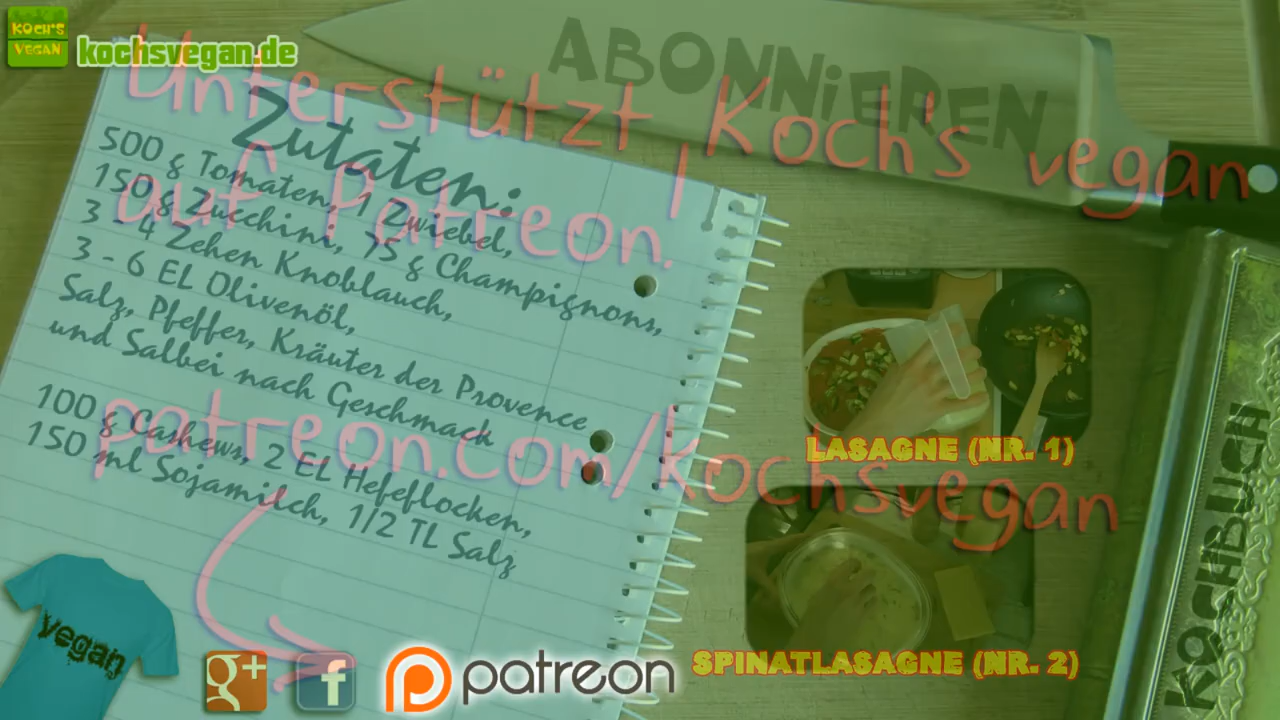 KOCH'S
VEGAN
kochsvegan.de
ABONNiEREN
Unterstützt Koch's vegan
auf Patreon.
Zutaten:
500 g Tomaten, 1 Zwiebel,
150 g Zucchini, 75 g Champignons,
3 - 4 Zehen Knoblauch,
3 - 6 EL Olivenöl,
Salz, Pfeffer, Kräuter der Provence
und Salbei nach Geschmack
100 g Cashews, 2 EL Hefeflocken,
150 ml Sojamilch, 1/2 TL Salz
patreon.com/kochsvegan
LASAGNE (NR. 1)
SPINATLASAGNE (NR. 2)
KOCHBUCH
vegan
g+
f
patreon